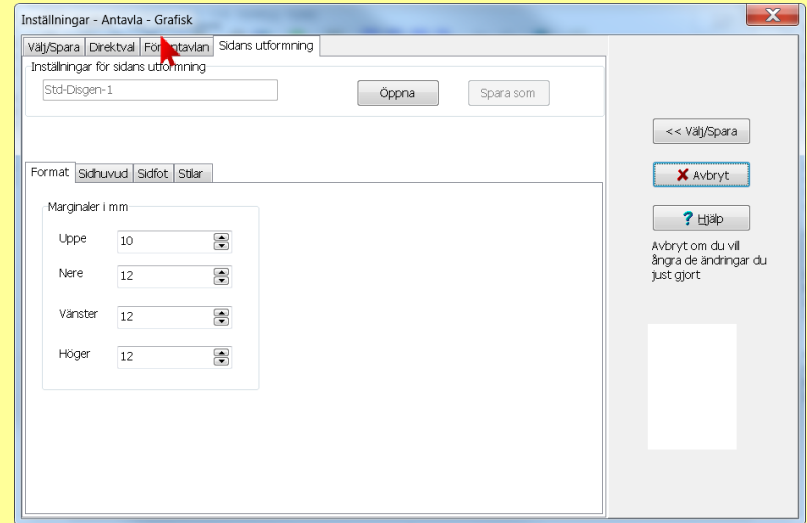 Inställningar - Antavla - Grafisk
Välj/Spara Direktval Sidans utformning
Inställningar för sidans utformning
Std-Disgen-1
Öppna
Spara som
<< Välj/Spara
Avbryt
? Hjälp
Avbryt om du vill
ångra de ändringar du
just gjort
Format Sidhuvud Sidfot Stilar
Marginaler i mm
Uppe 10
Nere 12
Vänster 12
Höger 12